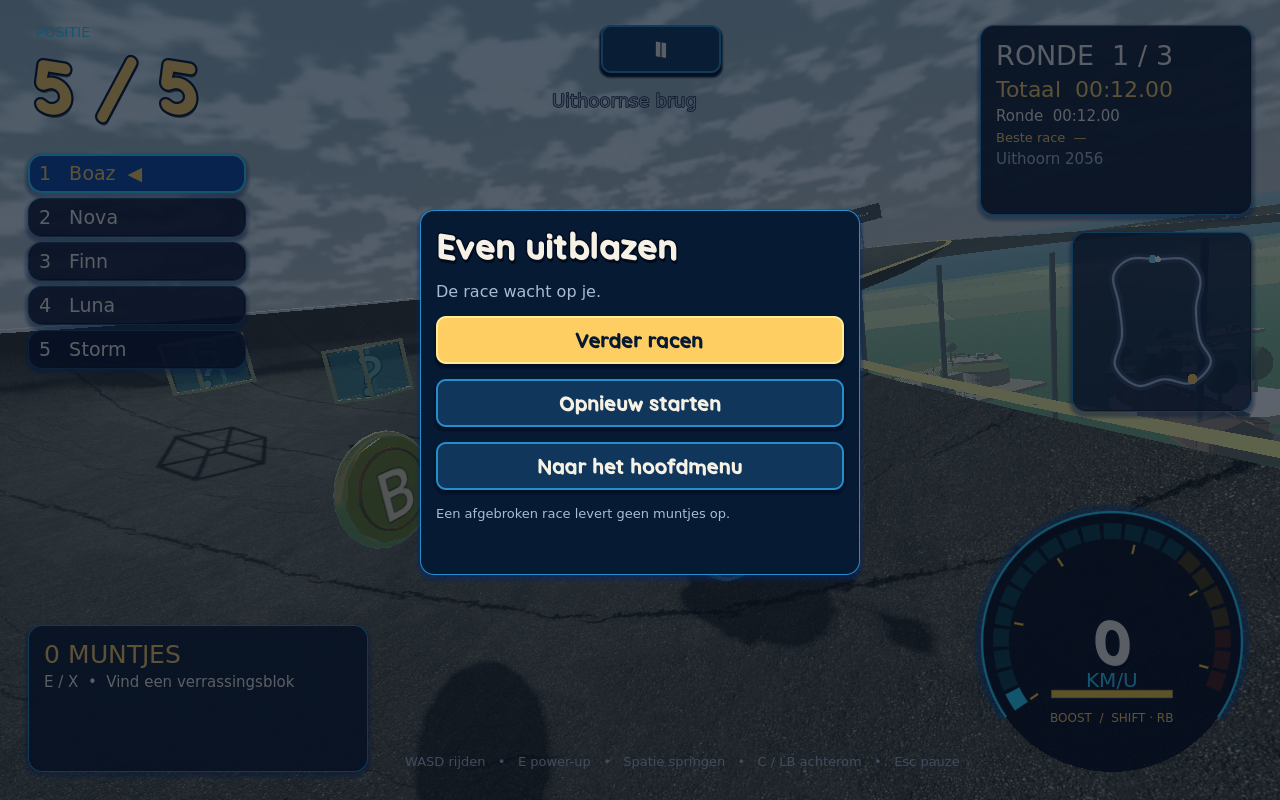 POSITIE
5 / 5
1 Boaz ◀
2 Nova
3 Finn
4 Luna
5 Storm
Uithoornse brug
RONDE 1 / 3
Totaal 00:12.00
Ronde 00:12.00
Beste race —
Uithoorn 2056
?
B
Even uitblazen
De race wacht op je.
Verder racen
Opnieuw starten
Naar het hoofdmenu
Een afgebroken race levert geen muntjes op.
0 MUNTJES
E / X • Vind een verrassingsblok
0
KM/U
BOOST / SHIFT · RB
WASD rijden • E power-up • Spatie springen • C / LB achterom • Esc pauze